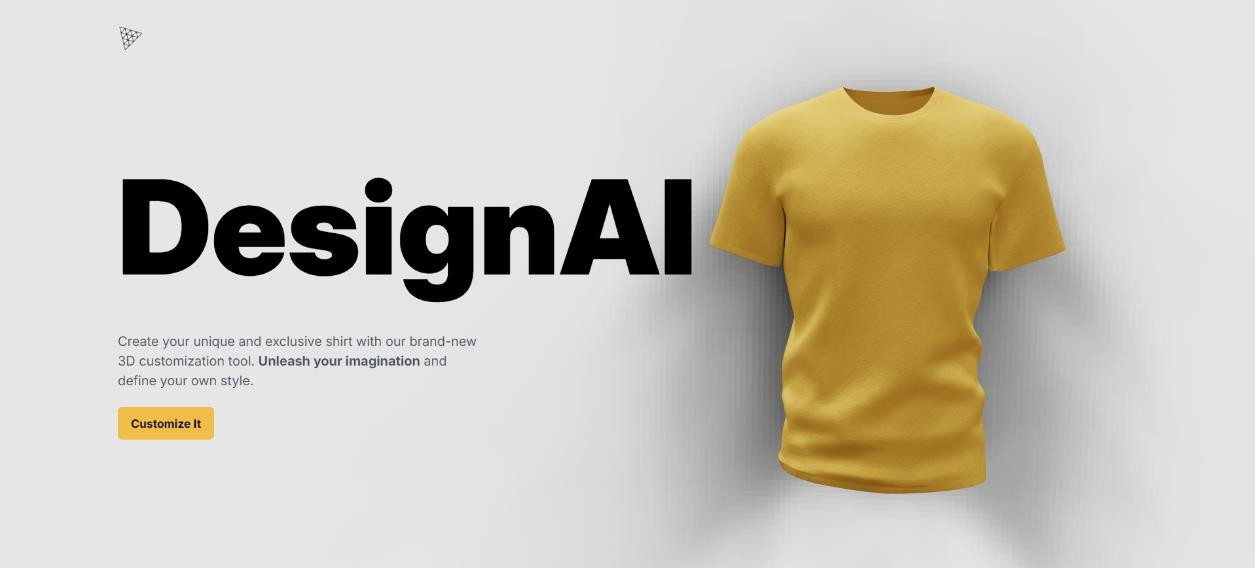 DesignAI
Create your unique and exclusive shirt with our brand-new
3D customization tool. Unleash your imagination and
define your own style.
Customize It